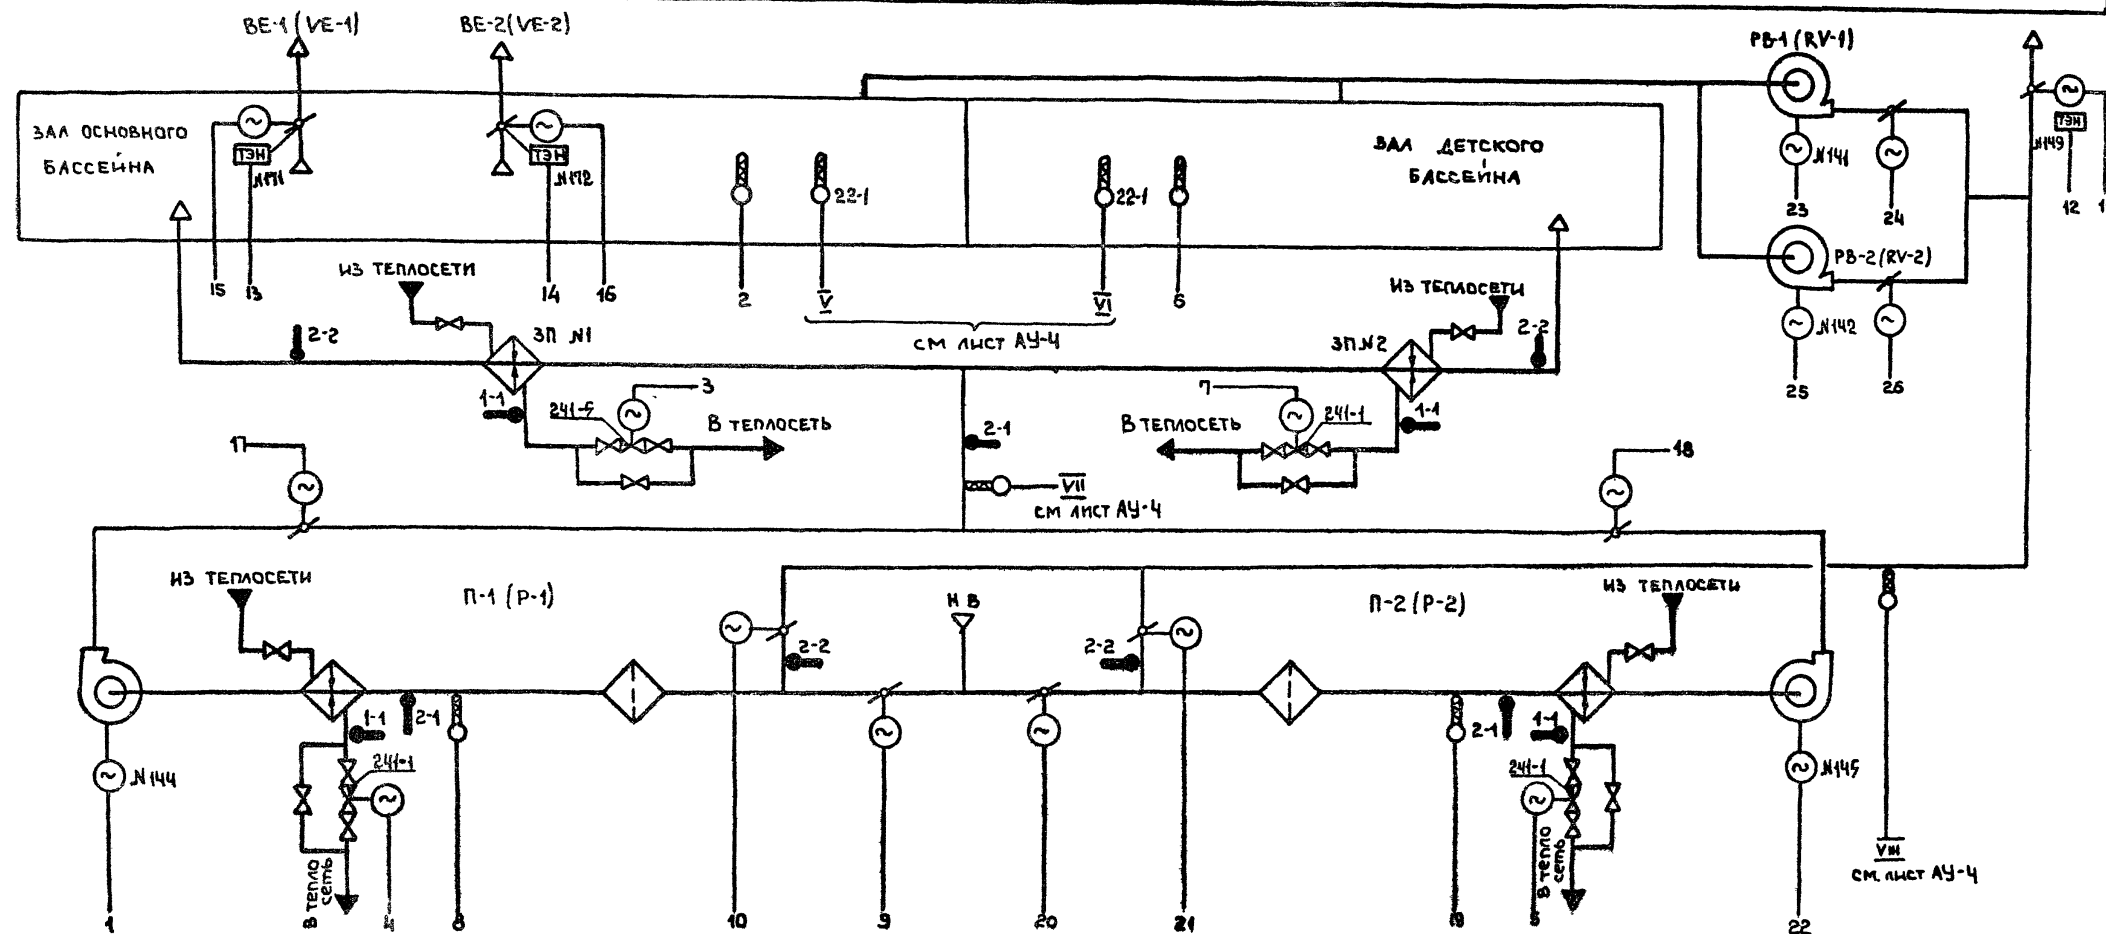 ВЕ-1 (VE-1)
ВЕ-2 (VE-2)
РВ-1 (RV-1)
ЗАЛ ОСНОВНОГО
БАССЕЙНА
ТЭН
N171
ТЭН
N172
22-1
22-1
ЗАЛ ДЕТСКОГО
БАССЕЙНА
N141
ТЭН
N149
23
24
12
15
13
14
16
2
V
VI
6
РВ-2 (RV-2)
N142
25
26
ИЗ ТЕПЛОСЕТИ
ИЗ ТЕПЛОСЕТИ
СМ ЛИСТ АУ-4
2-2
ЗП N1
ЗП N2
2-2
1-1
241-5
3
В ТЕПЛОСЕТЬ
7
241-1
1-1
В ТЕПЛОСЕТЬ
2-1
17
18
VII
СМ ЛИСТ АУ-4
ИЗ ТЕПЛОСЕТИ
П-1 (Р-1)
Н В
П-2 (Р-2)
ИЗ ТЕПЛОСЕТИ
2-2
2-2
1-1
2-1
2-1
1-1
N144
241-1
241-1
N145
В ТЕПЛО
СЕТЬ
В ТЕПЛО
СЕТЬ
VIII
СМ ЛИСТ АУ-4
1
10
9
20
21
22